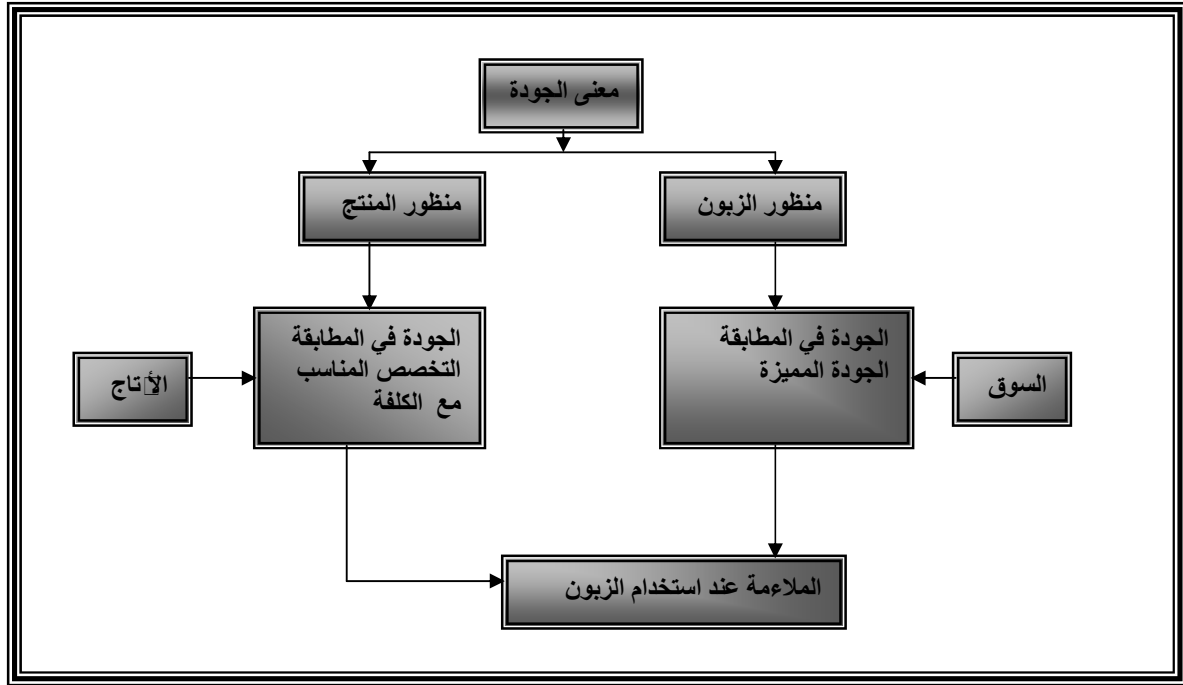 معنى الجودة
منظور الزبون
منظور المنتج
الجودة في المطابقة
الجودة المميزة
الجودة في المطابقة
التخصص المناسب
مع الكلفة
السوق
الملاءمة عند استخدام الزبون